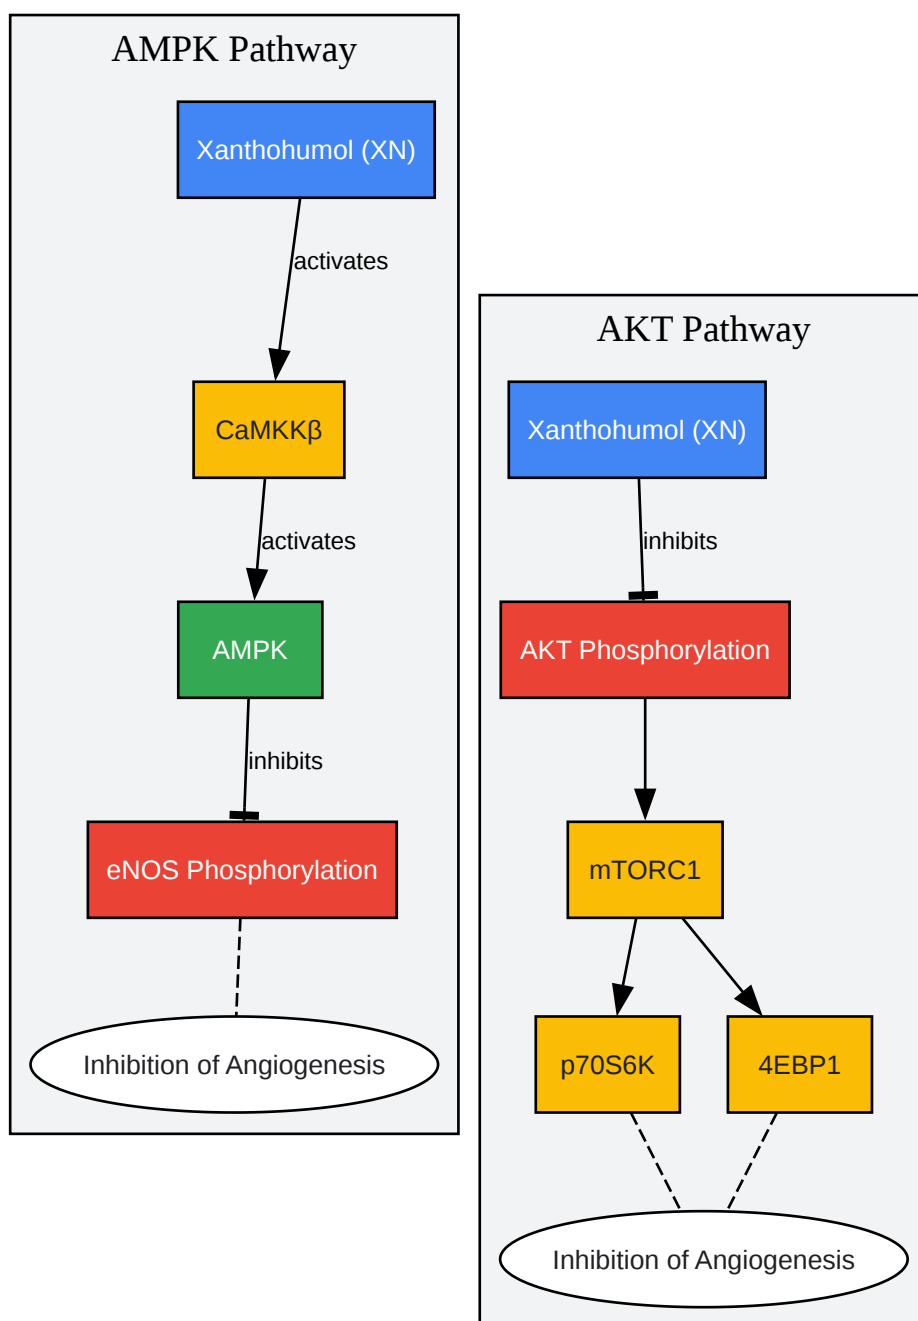 AMPK Pathway
Xanthohumol (XN)
activates
CaMKKβ
activates
AMPK
inhibits
eNOS Phosphorylation
Inhibition of Angiogenesis
AKT Pathway
Xanthohumol (XN)
inhibits
AKT Phosphorylation
mTORC1
p70S6K
4EBP1
Inhibition of Angiogenesis